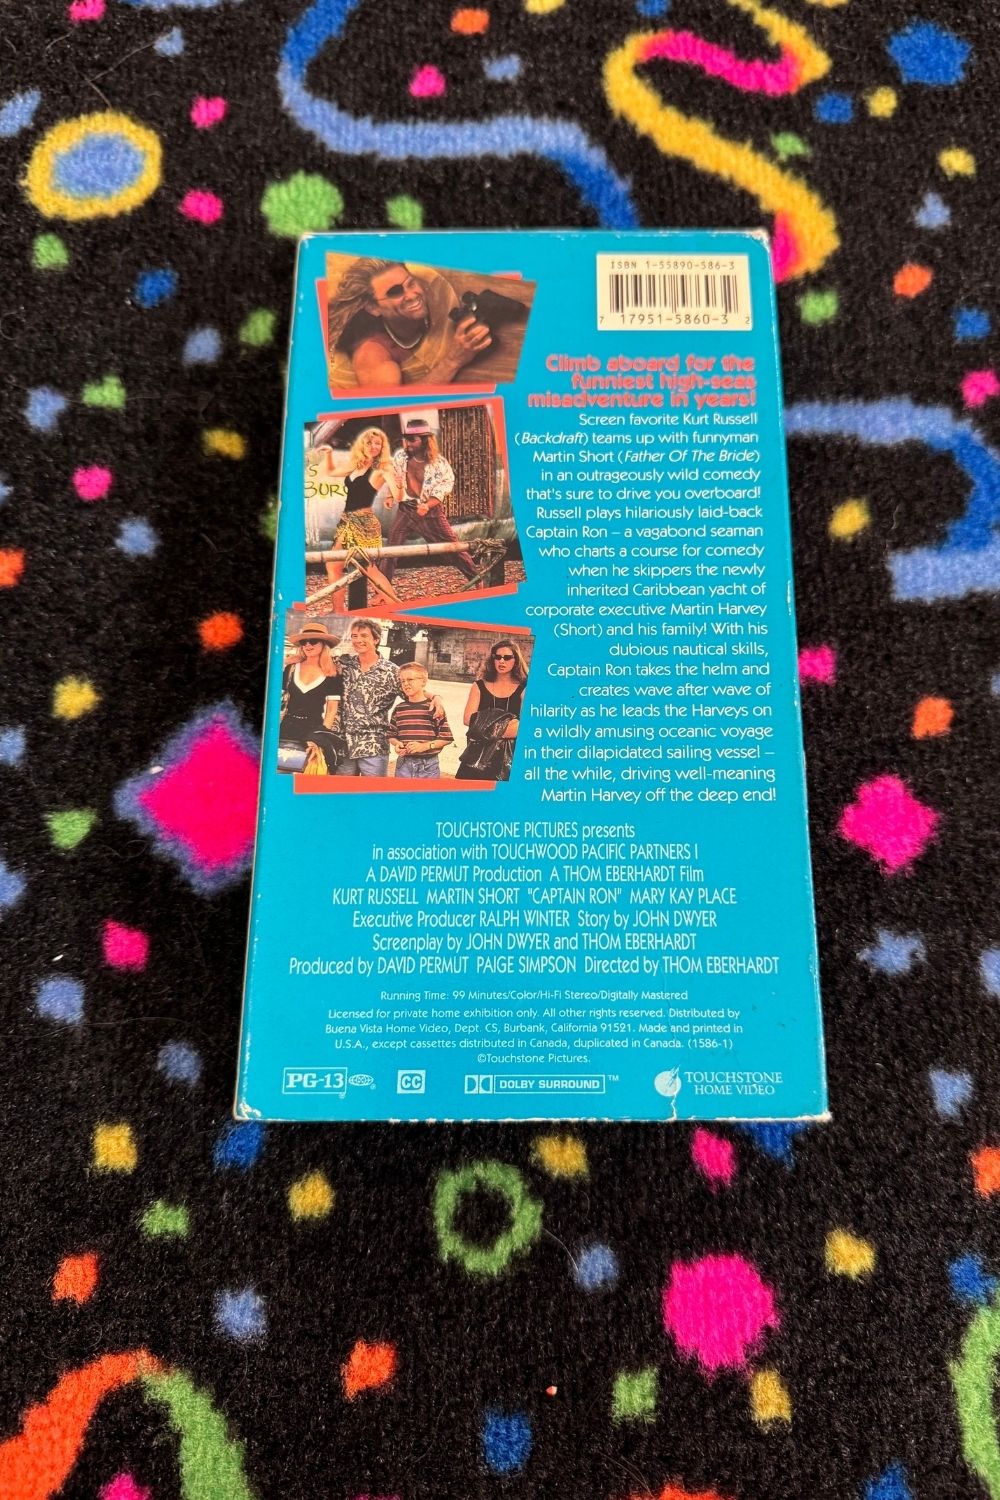 ISBN 1-55890-586-3
7 17951-5860-3 2
Climb aboard for the
funniest high-seas
misadventure in years!
Screen favorite Kurt Russell
(Backdraft) teams up with funnyman
Martin Short (Father Of The Bride)
in an outrageously wild comedy
that's sure to drive you overboard!
Russell plays hilariously laid-back
Captain Ron – a vagabond seaman
who charts a course for comedy
when he skippers the newly
inherited Caribbean yacht of
corporate executive Martin Harvey
(Short) and his family! With his
dubious nautical skills,
Captain Ron takes the helm and
creates wave after wave of
hilarity as he leads the Harveys on
a wildly amusing oceanic voyage
in their dilapidated sailing vessel –
all the while, driving well-meaning
Martin Harvey off the deep end!
TOUCHSTONE PICTURES presents
in association with TOUCHWOOD PACIFIC PARTNERS I
A DAVID PERMUT Production A THOM EBERHARDT Film
KURT RUSSELL MARTIN SHORT "CAPTAIN RON" MARY KAY PLACE
Executive Producer RALPH WINTER Story by JOHN DWYER
Screenplay by JOHN DWYER and THOM EBERHARDT
Produced by DAVID PERMUT PAIGE SIMPSON Directed by THOM EBERHARDT
Running Time: 99 Minutes/Color/Hi-Fi Stereo/Digitally Mastered
Licensed for private home exhibition only. All other rights reserved. Distributed by
Buena Vista Home Video, Dept. CS, Burbank, California 91521. Made and printed in
U.S.A., except cassettes distributed in Canada, duplicated in Canada. (1586-1)
©Touchstone Pictures.
PG-13 ® CC DOLBY SURROUND ™ TOUCHSTONE
HOME VIDEO